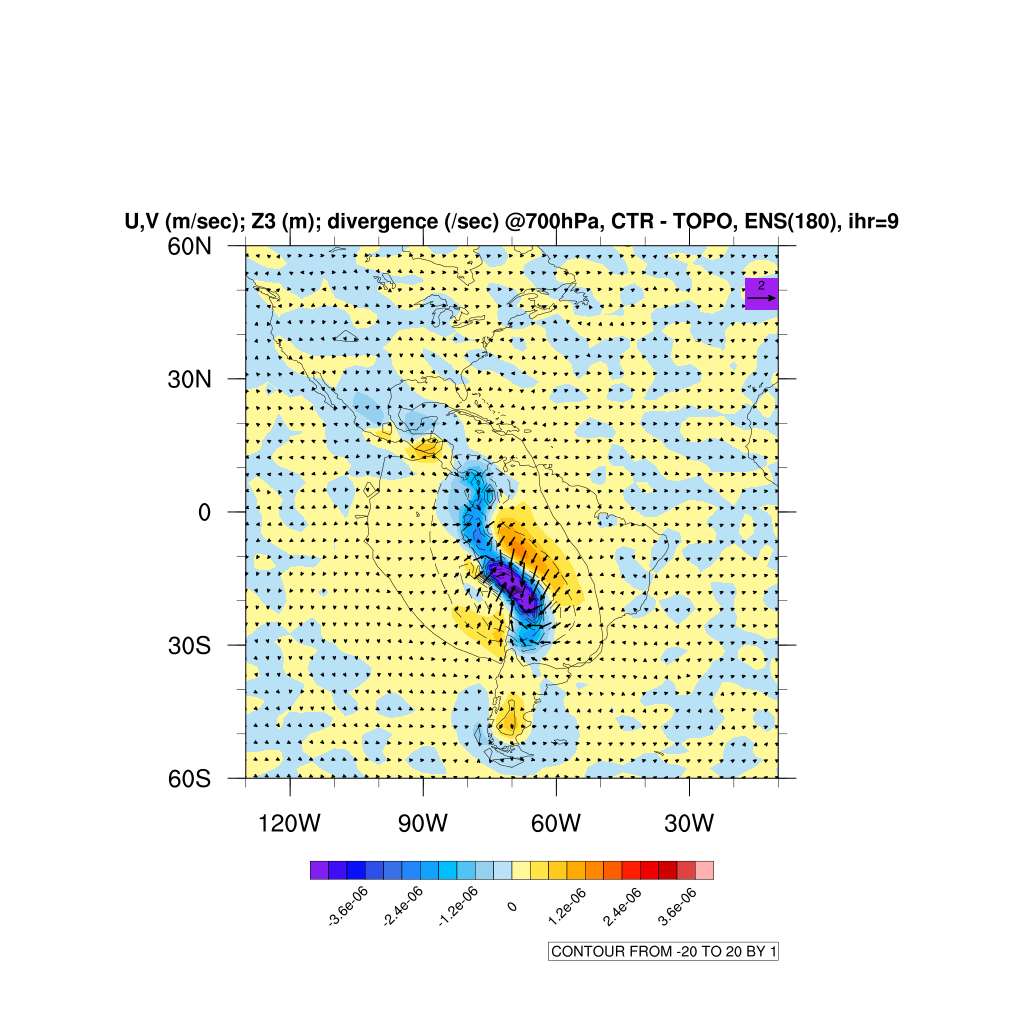 U,V (m/sec); Z3 (m); divergence (/sec) @700hPa, CTR - TOPO, ENS(180), ihr=9
60N
2
30N
0
30S
60S
120W 90W 60W 30W
-3.6e-06 -2.4e-06 -1.2e-06 0 1.2e-06 2.4e-06 3.6e-06
CONTOUR FROM -20 TO 20 BY 1